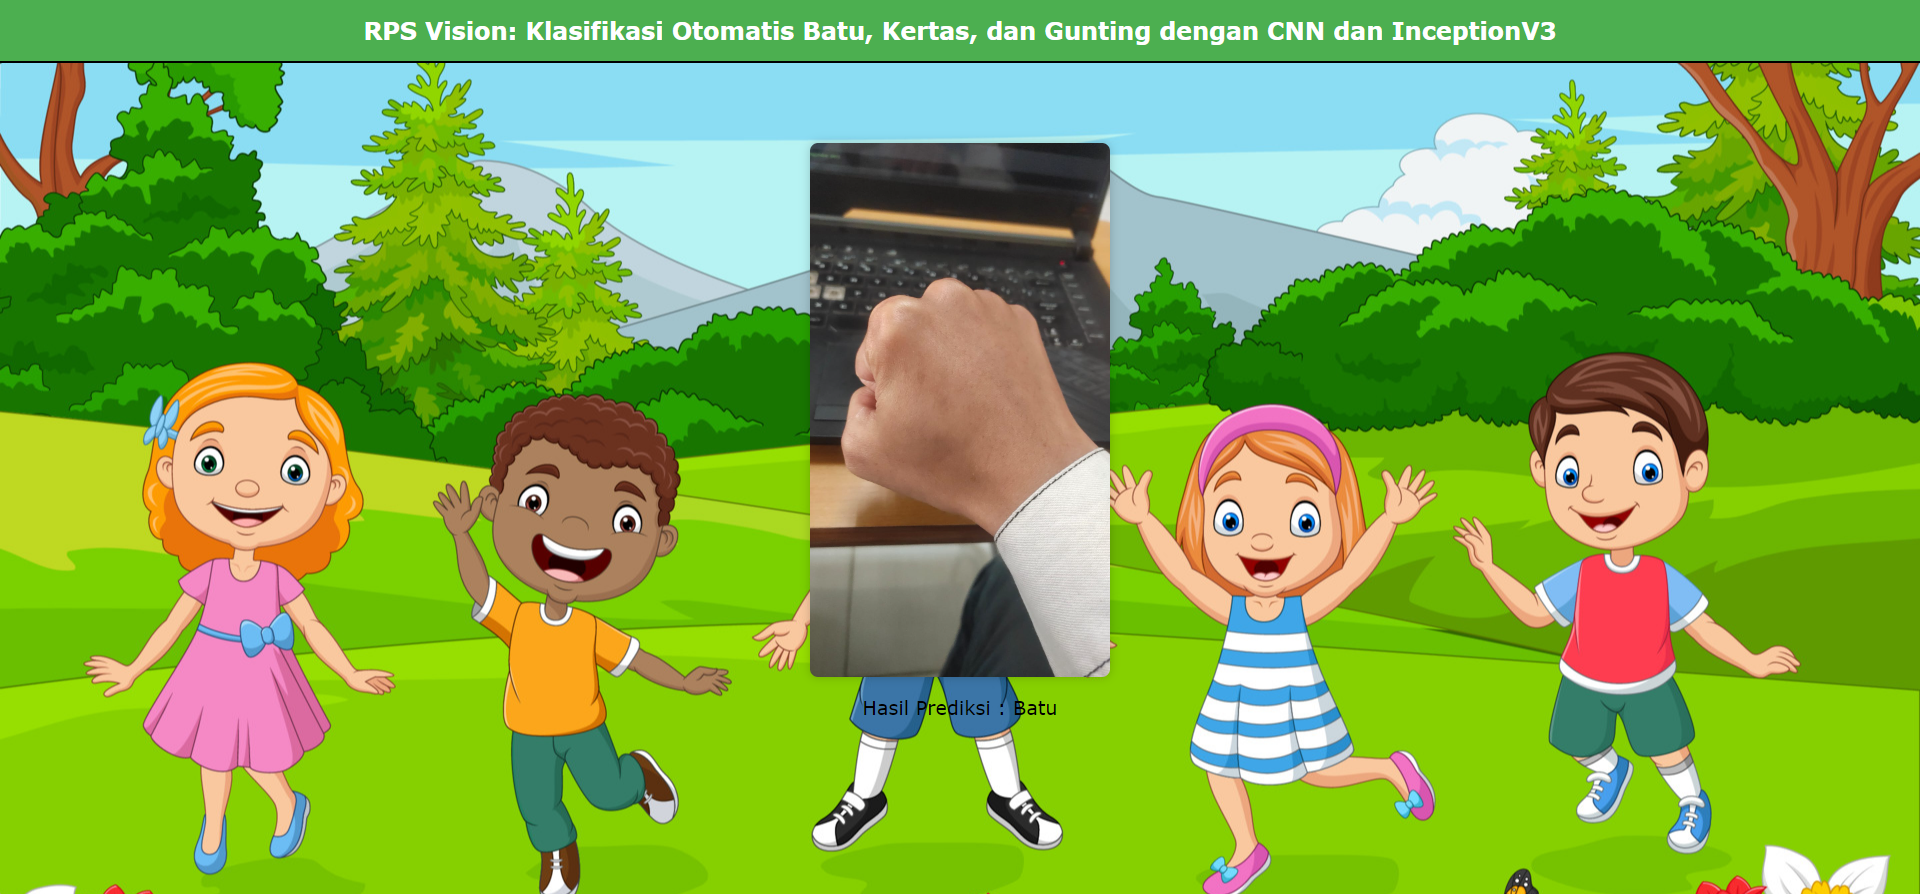 RPS Vision: Klasifikasi Otomatis Batu, Kertas, dan Gunting dengan CNN dan InceptionV3
Hasil Prediksi : Batu